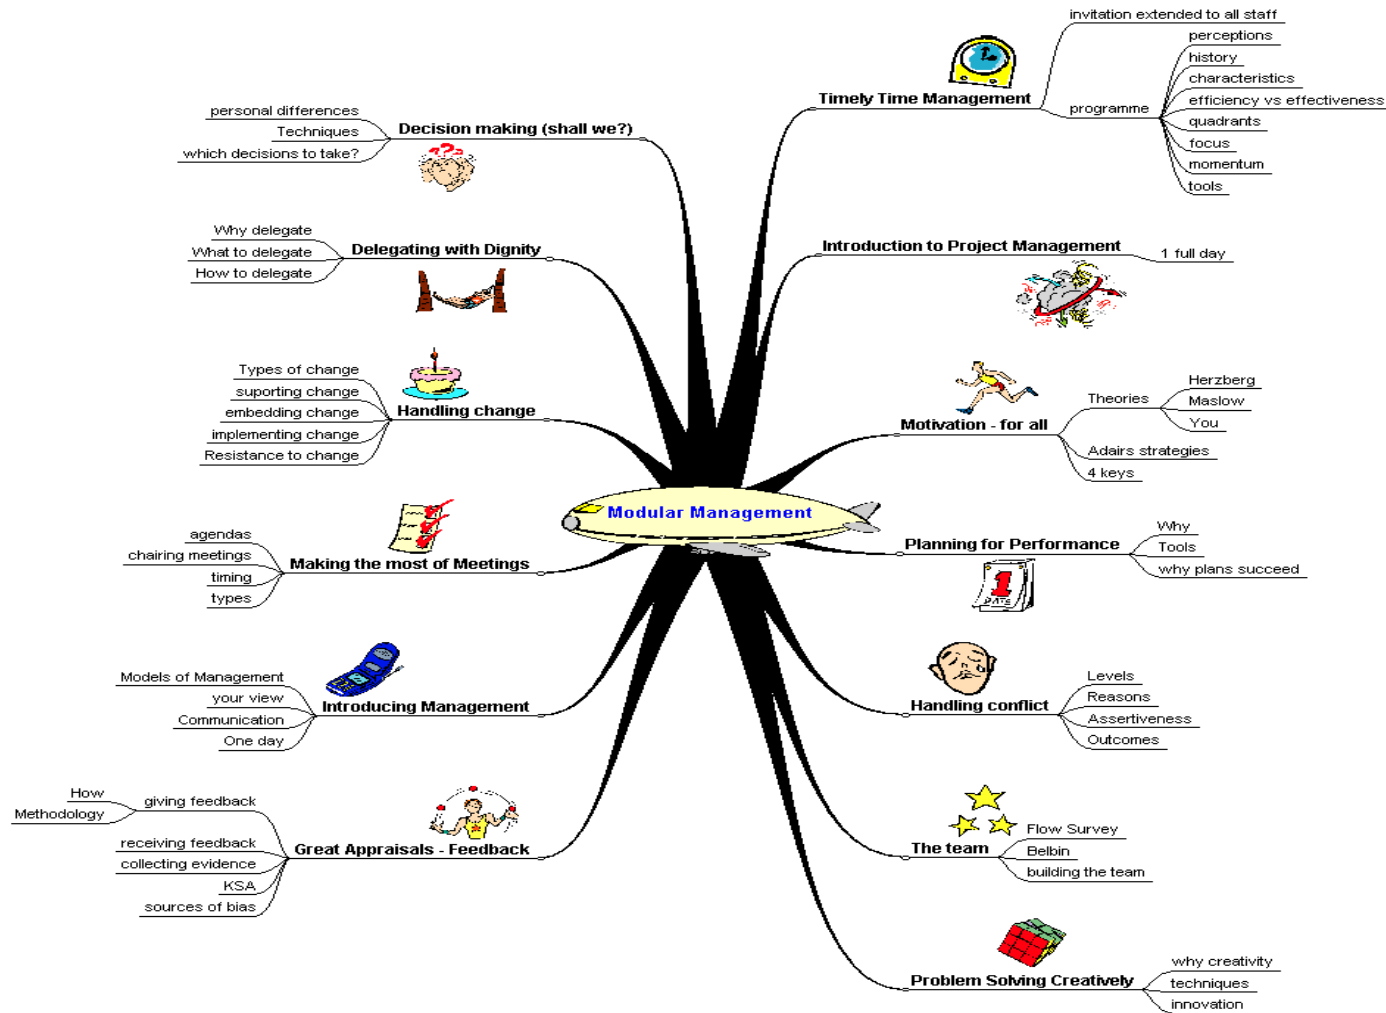 Modular Management
Timely Time Management
invitation extended to all staff
programme
perceptions
history
characteristics
efficiency vs effectiveness
quadrants
focus
momentum
tools
Introduction to Project Management
1 full day
Motivation - for all
Theories
Herzberg
Maslow
You
Adairs strategies
4 keys
Planning for Performance
Why
Tools
why plans succeed
1
DATE
Handling conflict
Levels
Reasons
Assertiveness
Outcomes
The team
Flow Survey
Belbin
building the team
Problem Solving Creatively
why creativity
techniques
innovation
Decision making (shall we?)
personal differences
Techniques
which decisions to take?
???
Delegating with Dignity
Why delegate
What to delegate
How to delegate
Handling change
Types of change
suporting change
embedding change
implementing change
Resistance to change
Making the most of Meetings
agendas
chairing meetings
timing
types
Introducing Management
Models of Management
your view
Communication
One day
Great Appraisals - Feedback
giving feedback
How
Methodology
receiving feedback
collecting evidence
KSA
sources of bias